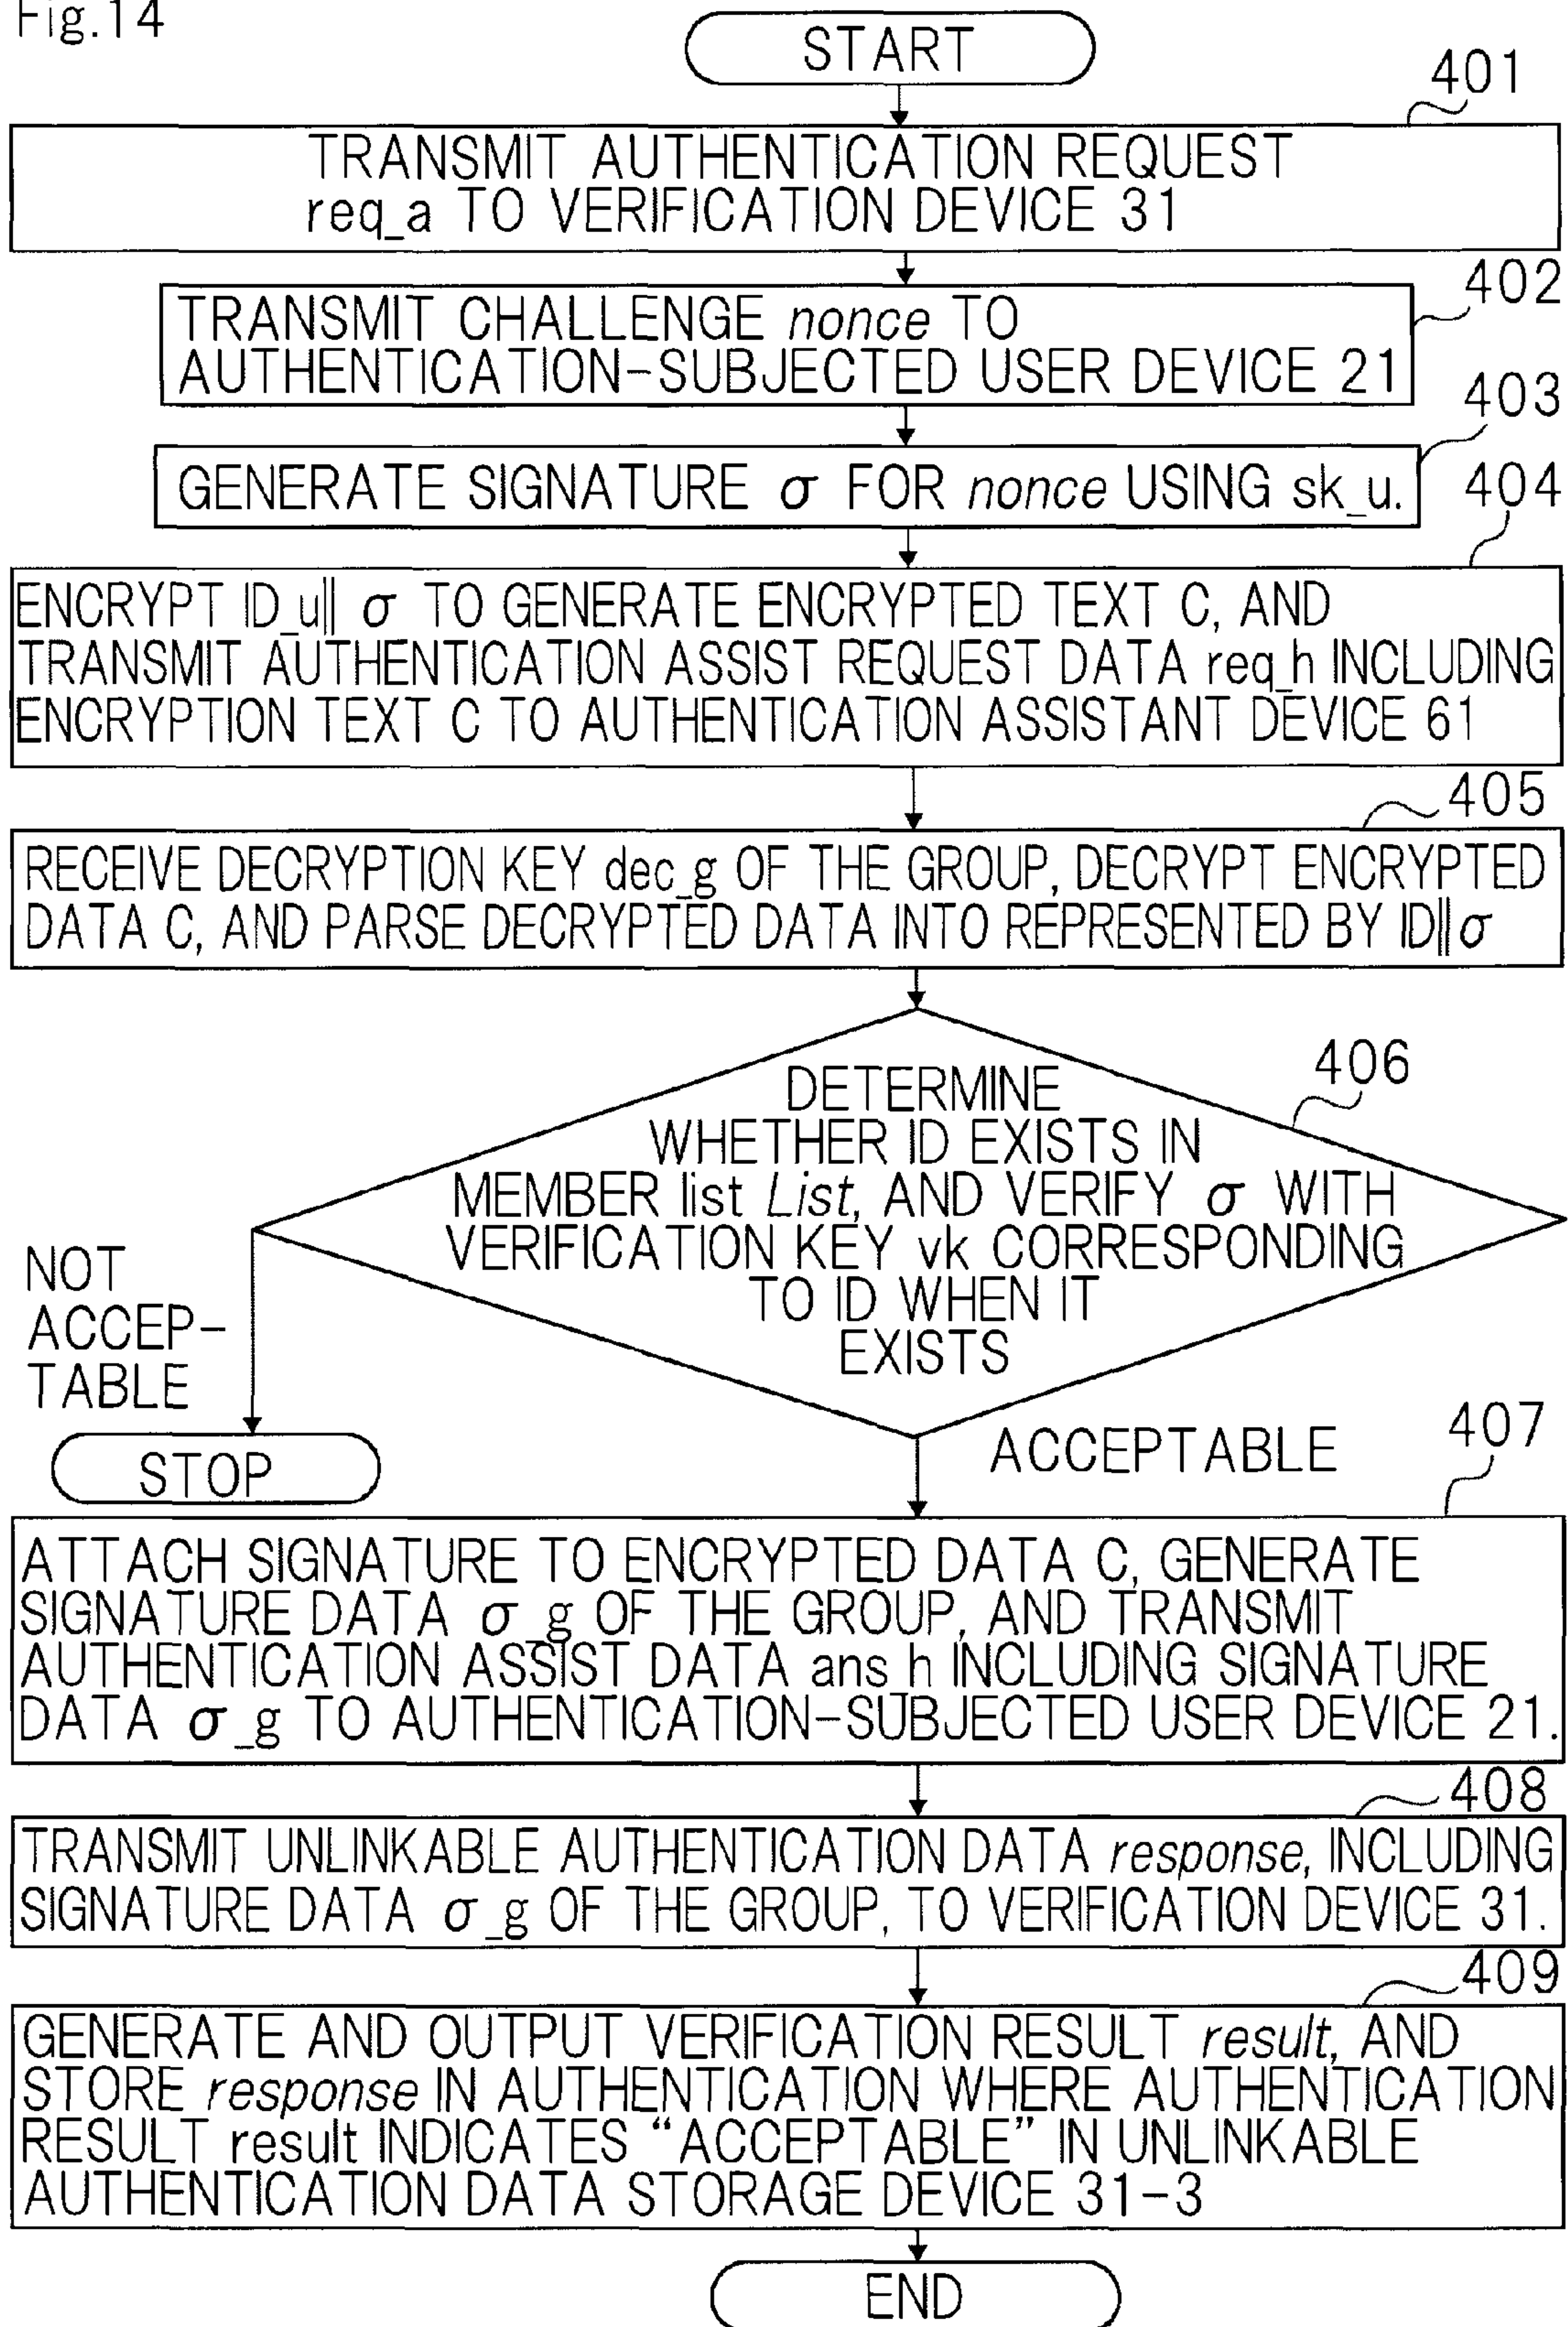 Fig.14
START
401
TRANSMIT AUTHENTICATION REQUEST
req_a TO VERIFICATION DEVICE 31
402
TRANSMIT CHALLENGE nonce TO
AUTHENTICATION-SUBJECTED USER DEVICE 21
403
GENERATE SIGNATURE σ FOR nonce USING sk_u.
404
ENCRYPT ID_u|| σ TO GENERATE ENCRYPTED TEXT C, AND
TRANSMIT AUTHENTICATION ASSIST REQUEST DATA req_h INCLUDING
ENCRYPTION TEXT C TO AUTHENTICATION ASSISTANT DEVICE 61
405
RECEIVE DECRYPTION KEY dec_g OF THE GROUP, DECRYPT ENCRYPTED
DATA C, AND PARSE DECRYPTED DATA INTO REPRESENTED BY ID||σ
406
DETERMINE
WHETHER ID EXISTS IN
MEMBER list List, AND VERIFY σ WITH
VERIFICATION KEY vk CORRESPONDING
TO ID WHEN IT
EXISTS
NOT
ACCEP-
TABLE
STOP
ACCEPTABLE
407
ATTACH SIGNATURE TO ENCRYPTED DATA C, GENERATE
SIGNATURE DATA σ_g OF THE GROUP, AND TRANSMIT
AUTHENTICATION ASSIST DATA ans_h INCLUDING SIGNATURE
DATA σ_g TO AUTHENTICATION-SUBJECTED USER DEVICE 21.
408
TRANSMIT UNLINKABLE AUTHENTICATION DATA response, INCLUDING
SIGNATURE DATA σ_g OF THE GROUP, TO VERIFICATION DEVICE 31.
409
GENERATE AND OUTPUT VERIFICATION RESULT result, AND
STORE response IN AUTHENTICATION WHERE AUTHENTICATION
RESULT result INDICATES “ACCEPTABLE” IN UNLINKABLE
AUTHENTICATION DATA STORAGE DEVICE 31-3
END